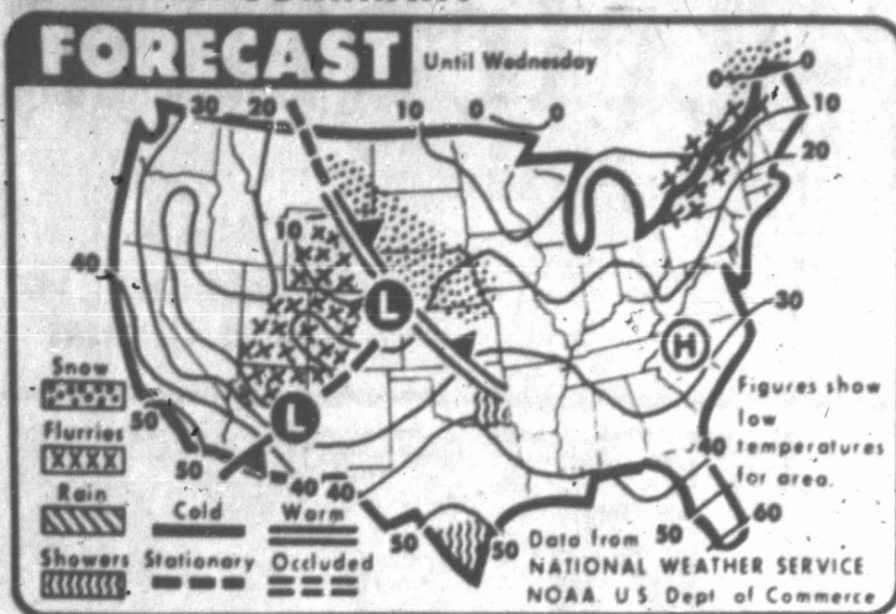 FORECAST Until Wednesday
30 20 10 0 0 0 0
10
20
10
40
L
30
H
Snow
Figures show
low
temperatures
for area.
50
L
Flurries
XXXX
50
40 40
40
Rain
Cold Warm
60
50 50 50
Data from
Showers Stationary Occluded
NATIONAL WEATHER SERVICE
NOAA U.S. Dept of Commerce